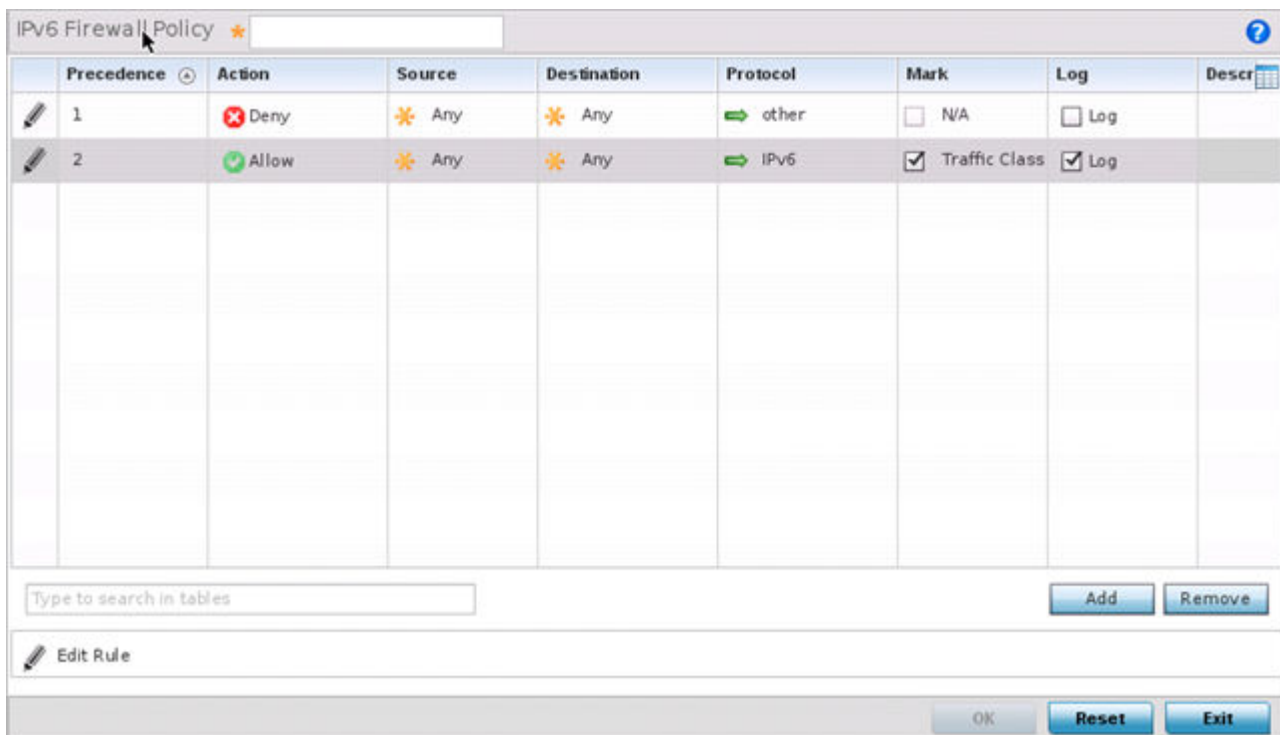 IPv6 Firewall Policy *
Precedence Action Source Destination Protocol Mark Log Descr
1 Deny Any Any other N/A Log
2 Allow Any Any IPv6 Traffic Class Log
Type to search in tables
Add Remove
Edit Rule
OK Reset Exit